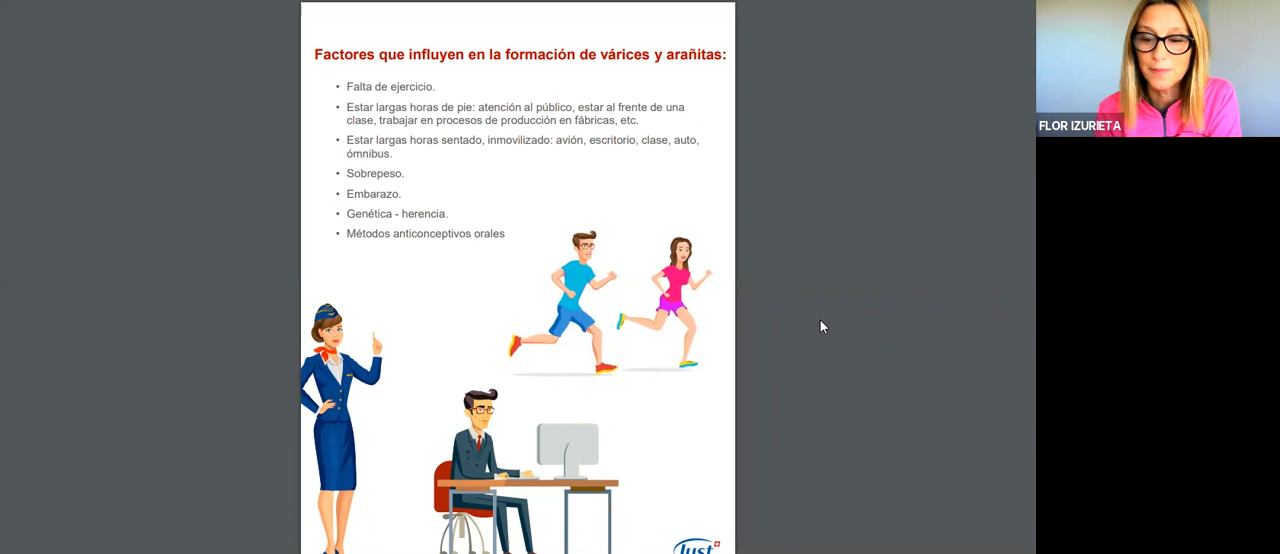 Factores que influyen en la formación de várices y arañitas:
• Falta de ejercicio.
• Estar largas horas de pie: atención al público, estar al frente de una
clase, trabajar en procesos de producción en fábricas, etc.
• Estar largas horas sentado, inmovilizado: avión, escritorio, clase, auto,
ómnibus.
• Sobrepeso.
• Embarazo.
• Genética - herencia.
• Métodos anticonceptivos orales
Just
FLOR IZURIETA